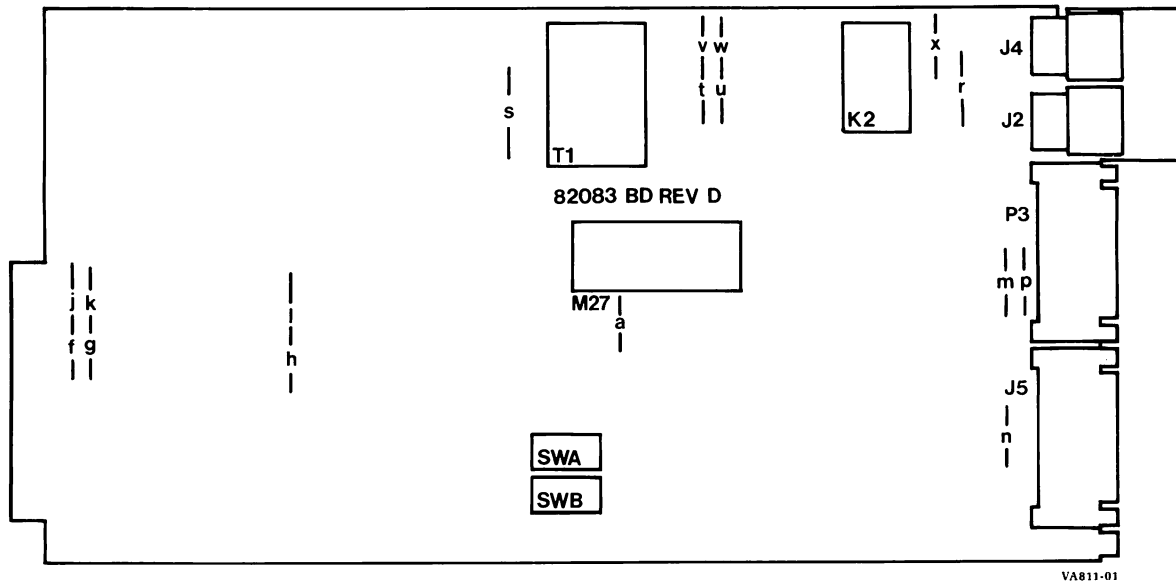 v w x J4
s t u r
T1 K2 J2
82083 BD REV D
P3
m p
j k i M27 a
f g h
J5
n
SWA
SWB
VA811-01